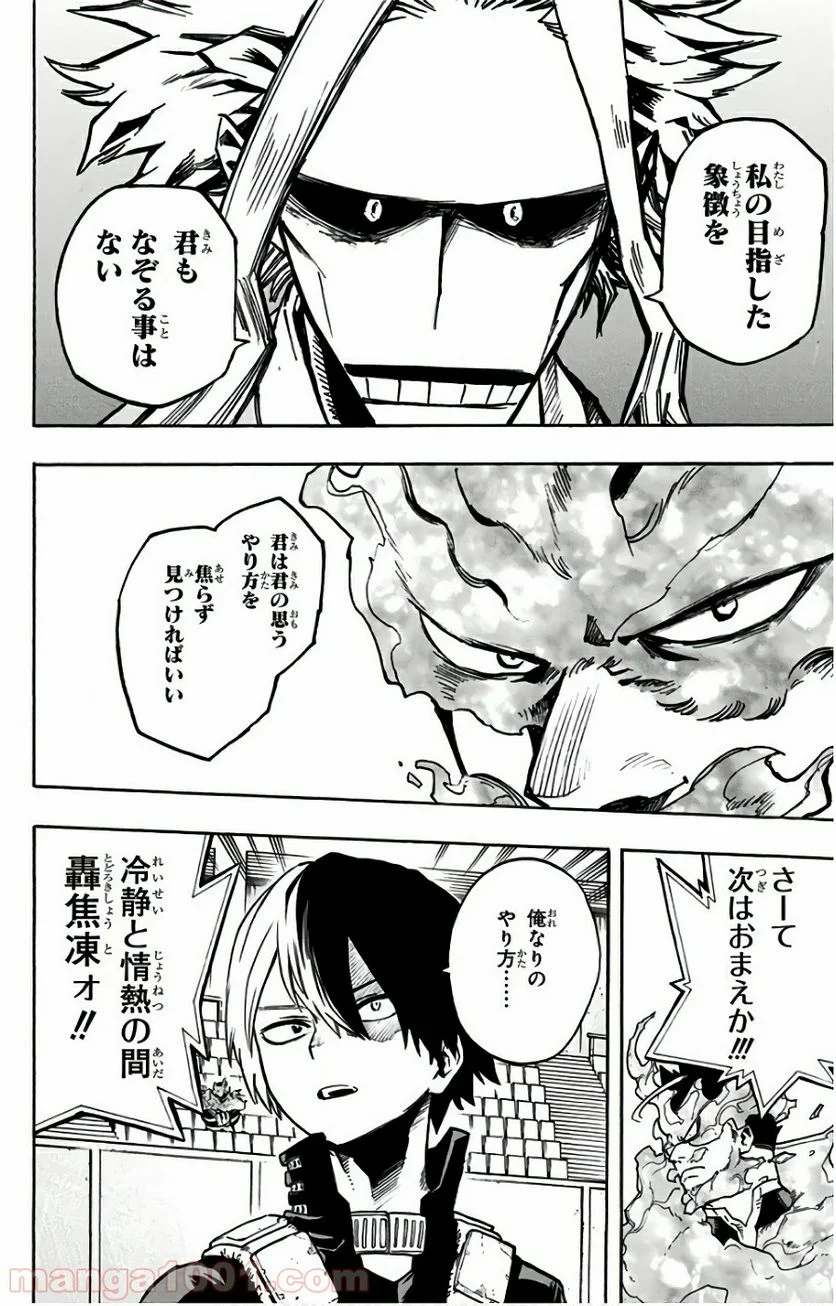 私の目指した
象徴を
君も
なぞる事は
ない
君は君の思う
やり方を
焦らず
見つければいい
さーて
次はおまえか!!!
俺なりの
やり方……
冷静と情熱の間
轟焦凍ォ!!
manga1001.com